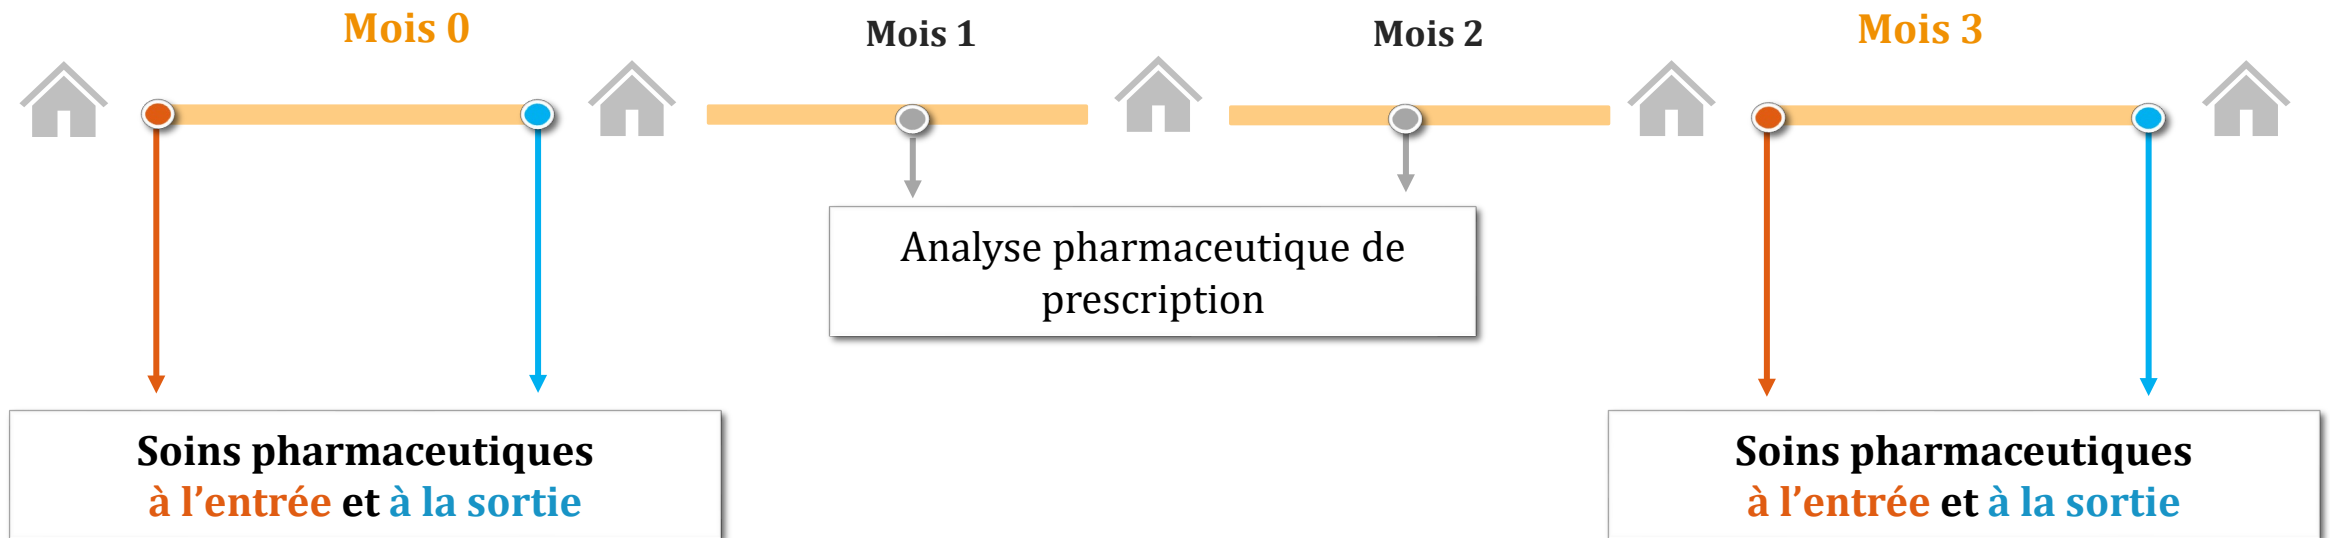 Mois 0
Mois 1
Mois 2
Mois 3
Analyse pharmaceutique de
prescription
Soins pharmaceutiques
à l’entrée et à la sortie
Soins pharmaceutiques
à l’entrée et à la sortie